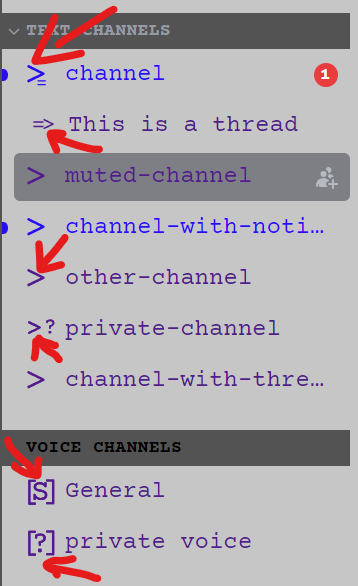 TEXT CHANNELS
>= channel 1
=> This is a thread
> muted-channel
> channel-with-noti…
> other-channel
>? private-channel
> channel-with-thre…
VOICE CHANNELS
[S] General
[?] private voice